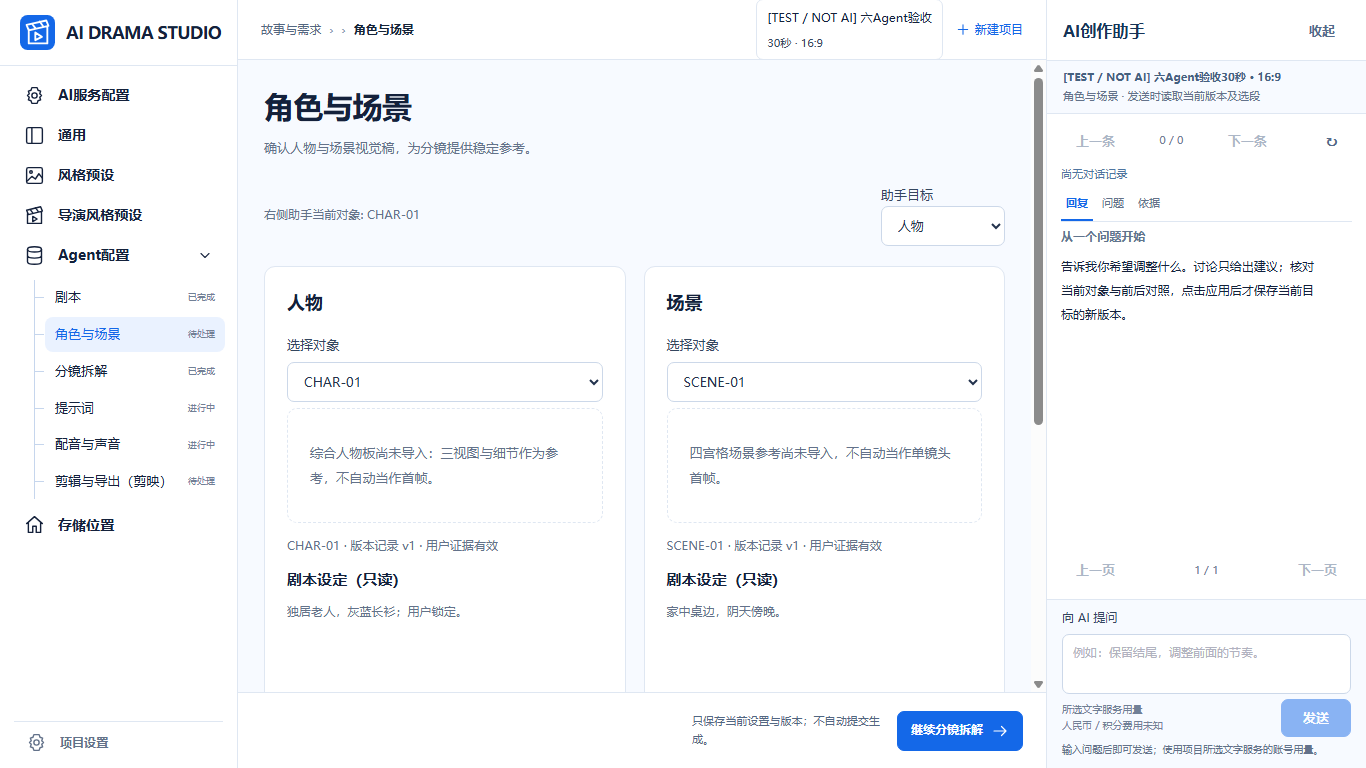 AI DRAMA STUDIO
AI服务配置
通用
风格预设
导演风格预设
Agent配置
剧本
已完成
角色与场景
待处理
分镜拆解
已完成
提示词
进行中
配音与声音
进行中
剪辑与导出（剪映）
待处理
存储位置
项目设置
故事与需求 › › 角色与场景
[TEST / NOT AI] 六Agent验收
30秒 · 16:9
＋ 新建项目
角色与场景
确认人物与场景视觉稿，为分镜提供稳定参考。
右侧助手当前对象: CHAR-01
助手目标
人物
人物
选择对象
CHAR-01
综合人物板尚未导入：三视图与细节作为参
考，不自动当作首帧。
CHAR-01 · 版本记录 v1 · 用户证据有效
剧本设定（只读）
独居老人，灰蓝长衫；用户锁定。
场景
选择对象
SCENE-01
四宫格场景参考尚未导入，不自动当作单镜头
首帧。
SCENE-01 · 版本记录 v1 · 用户证据有效
剧本设定（只读）
家中桌边，阴天傍晚。
只保存当前设置与版本；不自动提交生
成。
继续分镜拆解 →
AI创作助手
收起
[TEST / NOT AI] 六Agent验收30秒 • 16:9
角色与场景 · 发送时读取当前版本及选段
上一条
0 / 0
下一条
↻
尚无对话记录
回复
问题
依据
从一个问题开始
告诉我你希望调整什么。讨论只给出建议；核对
当前对象与前后对照，点击应用后才保存当前目
标的新版本。
上一页
1 / 1
下一页
向 AI 提问
例如：保留结尾，调整前面的节奏。
所选文字服务用量
人民币 / 积分费用未知
发送
输入问题后即可发送；使用项目所选文字服务的账号用量。